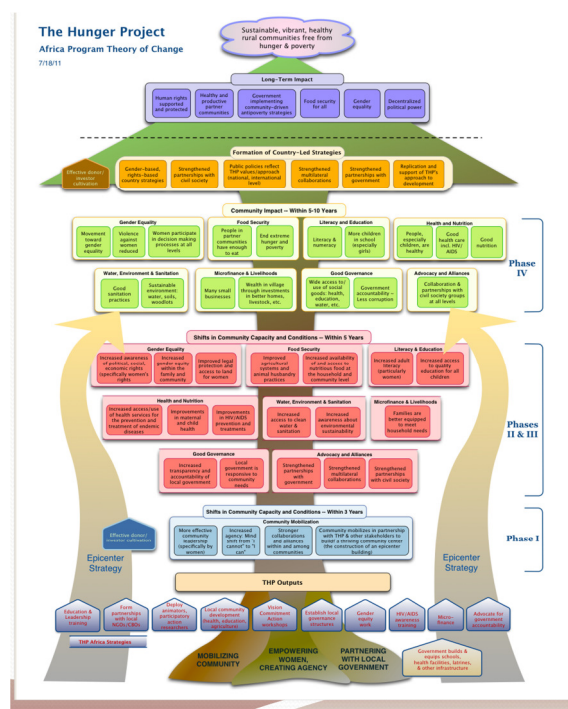 The Hunger Project
Africa Program Theory of Change
7/18/11
Sustainable, vibrant, healthy
rural communities free from
hunger & poverty
Long-Term Impact
Human rights
supported
and protected
Healthy and
productive
partner
communities
Government
implementing
community-driven
antipoverty strategies
Food security
for all
Gender
equality
Decentralized
political power
Formation of Country-Led Strategies
Effective donor/
investor
cultivation
Gender-based,
rights-based
country strategies
Strengthened
partnerships with
civil society
Public policies reflect
THP values/approach
(national, international
level)
Strengthened
multilateral
collaborations
Strengthened
partnerships with
government
Replication and
support of THP's
approach to
development
Community Impact – Within 5-10 Years
Gender Equality
Movement
toward
gender
equality
Violence
against
women
reduced
Women participate
in decision making
processes at all
levels
Food Security
People in
partner
communities
have enough
to eat
End extreme
hunger and
poverty
Literacy and Education
Literacy &
numeracy
More children
in school
(especially
girls)
Health and Nutrition
People,
especially
children, are
healthy
Good
health care
incl. HIV/
AIDS
Good
nutrition
Phase
IV
Water, Environment & Sanitation
Good
sanitation
practices
Sustainable
environment:
water, soils,
woodlots
Microfinance & Livelihoods
Many small
businesses
Wealth in village
through investments
in better homes,
livestock, etc.
Good Governance
Wide access to/
use of social
goods: health,
education,
water, etc.
Government
accountability –
Less corruption
Advocacy and Alliances
Collaboration &
partnerships with
civil society groups
at all levels
Shifts in Community Capacity and Conditions – Within 5 Years
Gender Equality
Increased awareness
of political, social,
economic rights
(specifically women's
rights)
Increased
gender equity
within the
family and
community
Improved legal
protection and
access to land
for women
Food Security
Improved
agricultural
systems and
animal husbandry
practices
Increased availability
of and access to
nutritious food at
the household and
community level
Literacy & Education
Increased adult
literacy
(particularly
women)
Increased access
to quality
education for all
children
Health and Nutrition
Increased access/use
of health services for
the prevention and
treatment of endemic
diseases
Improvements
in maternal
and child
health
Improvements
in HIV/AIDS
prevention and
treatments
Water, Environment & Sanitation
Increased
access to clean
water &
sanitation
Increased
awareness about
environmental
sustainability
Microfinance & Livelihoods
Families are
better equipped
to meet
household needs
Phases
II & III
Good Governance
Increased
transparency and
accountability of
local government
Local
government is
responsive to
community
needs
Advocacy and Alliances
Strengthened
partnerships with
government
Strengthened
multilateral
collaborations
Strengthened
partnerships
with civil society
Shifts in Community Capacity and Conditions – Within 3 Years
Community Mobilization
Effective donor/
investor cultivation
More effective
community
leadership
(specifically by
women)
Increased
agency: Mind
shift from "I
cannot" to "I
can"
Stronger
collaborations
and alliances
within and among
communities
Community mobilizes in partnership
with THP & other stakeholders to
build a thriving community center
(the construction of an epicenter
building)
Phase I
Epicenter
Strategy
Epicenter
Strategy
THP Outputs
Education &
Leadership
training
Form
partnerships
with local
NGOs/CBOs
Deploy
animators,
participatory
action
researchers
Local community
development
health, education,
agricultural
Vision
Commitment
Action
workshops
Establish local
governance
structures
Gender
equity
work
HIV/AIDS
awareness
training
Micro-
finance
Advocate for
government
accountability
THP Africa Strategies
MOBILIZING
COMMUNITY
EMPOWERING
WOMEN,
CREATING AGENCY
PARTNERING
WITH LOCAL
GOVERNMENT
Government builds &
equips schools,
health facilities, latrines,
& other infrastructure